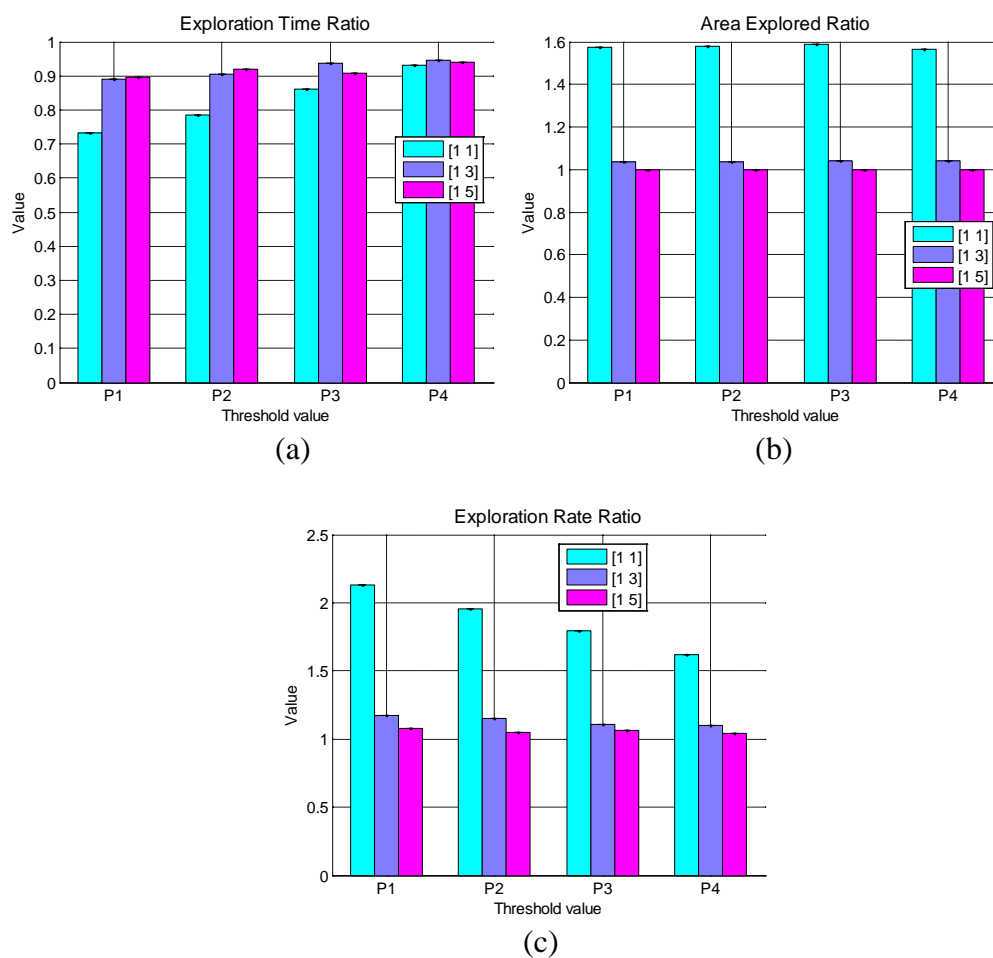 Exploration Time Ratio
1
0.9
0.8
0.7
0.6
0.5
0.4
0.3
0.2
0.1
0
Value
[1 1]
[1 3]
[1 5]
P1 P2 P3 P4
Threshold value
(a)
Area Explored Ratio
1.6
1.4
1.2
1
0.8
0.6
0.4
0.2
0
Value
[1 1]
[1 3]
[1 5]
P1 P2 P3 P4
Threshold value
(b)
Exploration Rate Ratio
2.5
2
1.5
1
0.5
0
Value
[1 1]
[1 3]
[1 5]
P1 P2 P3 P4
Threshold value
(c)